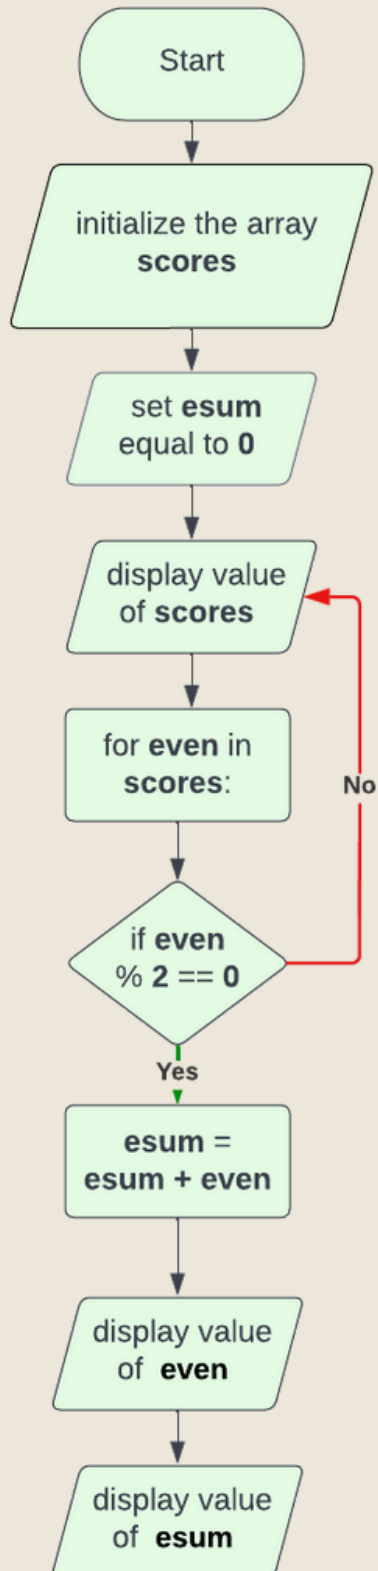 Start
initialize the array
scores
set esum
equal to 0
display value
of scores
for even in
scores:
No
if even
% 2 == 0
Yes
esum =
esum + even
display value
of even
display value
of esum